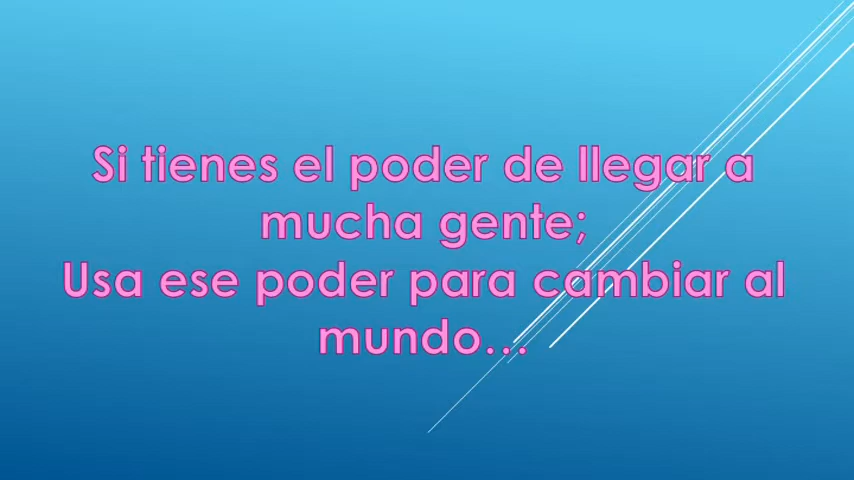 Si tienes el poder de llegar a
mucha gente;
Usa ese poder para cambiar al
mundo...